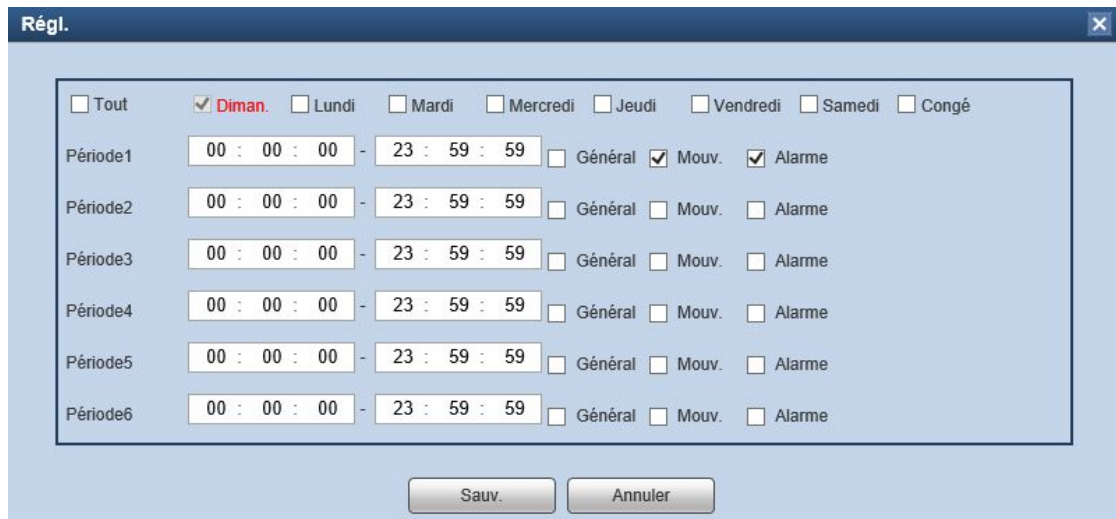 Régl.
Tout Diman. Lundi Mardi Mercredi Jeudi Vendredi Samedi Congé
Période1 00 : 00 : 00 - 23 : 59 : 59 Général Mouv. Alarme
Période2 00 : 00 : 00 - 23 : 59 : 59 Général Mouv. Alarme
Période3 00 : 00 : 00 - 23 : 59 : 59 Général Mouv. Alarme
Période4 00 : 00 : 00 - 23 : 59 : 59 Général Mouv. Alarme
Période5 00 : 00 : 00 - 23 : 59 : 59 Général Mouv. Alarme
Période6 00 : 00 : 00 - 23 : 59 : 59 Général Mouv. Alarme
Sauv. Annuler